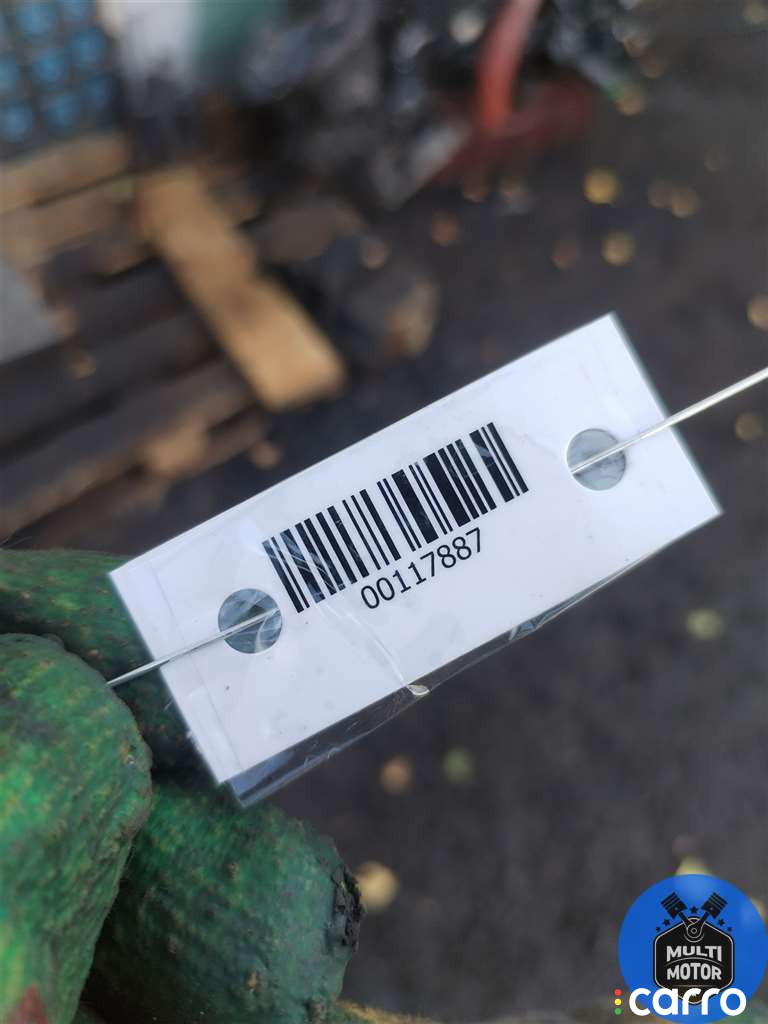 00117887
MULTI
MOTOR
carro